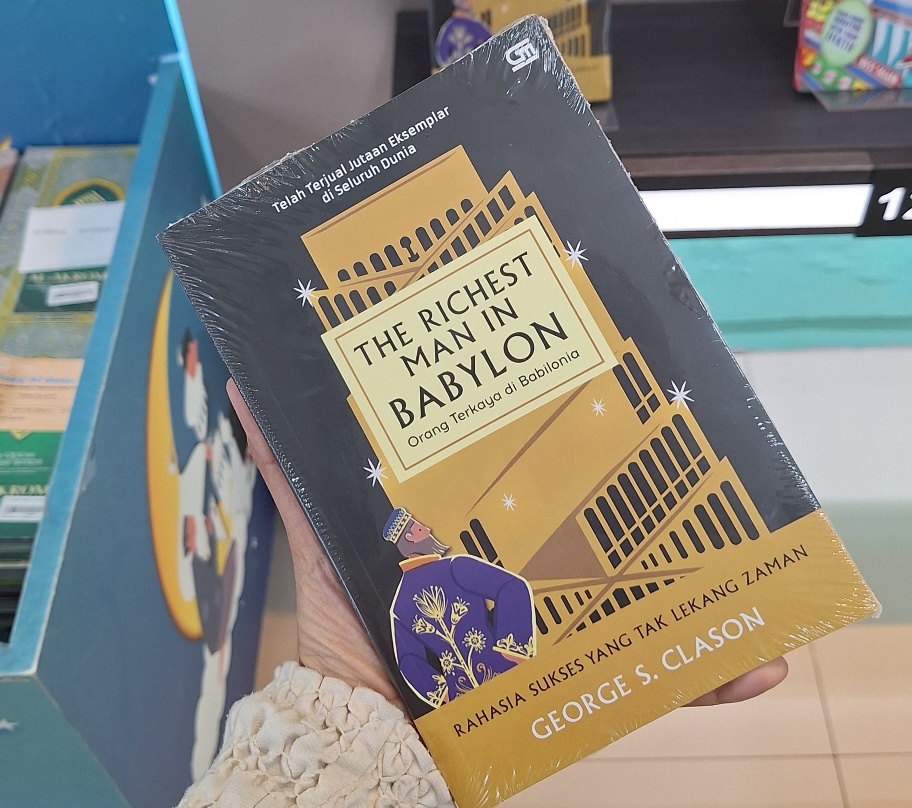 Telah Terjual Jutaan Eksemplar
di Seluruh Dunia
THE RICHEST
MAN IN
BABYLON
Orang Terkaya di Babilonia
RAHASIA SUKSES YANG TAK LEKANG ZAMAN
GEORGE S. CLASON